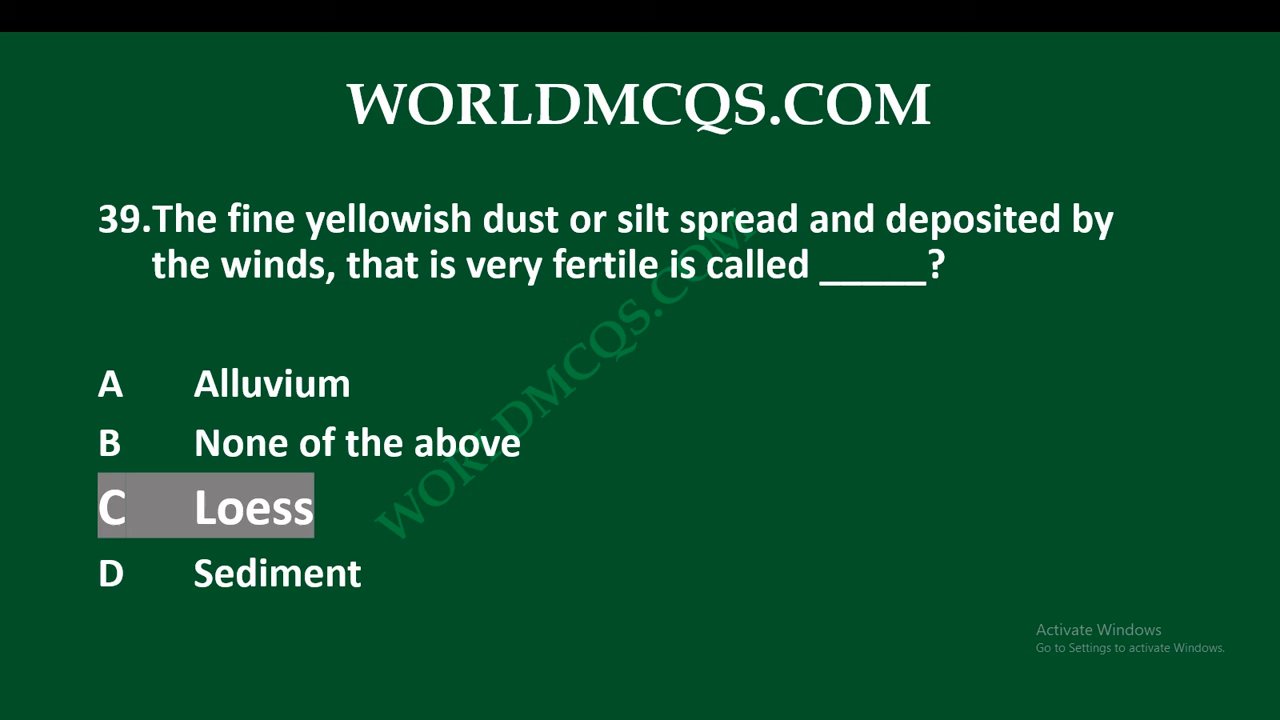 WORLDMCQS.COM
39.The fine yellowish dust or silt spread and deposited by
the winds, that is very fertile is called _____?
WORLDMCQS.COM
A Alluvium
B None of the above
C Loess
D Sediment
Activate Windows
Go to Settings to activate Windows.